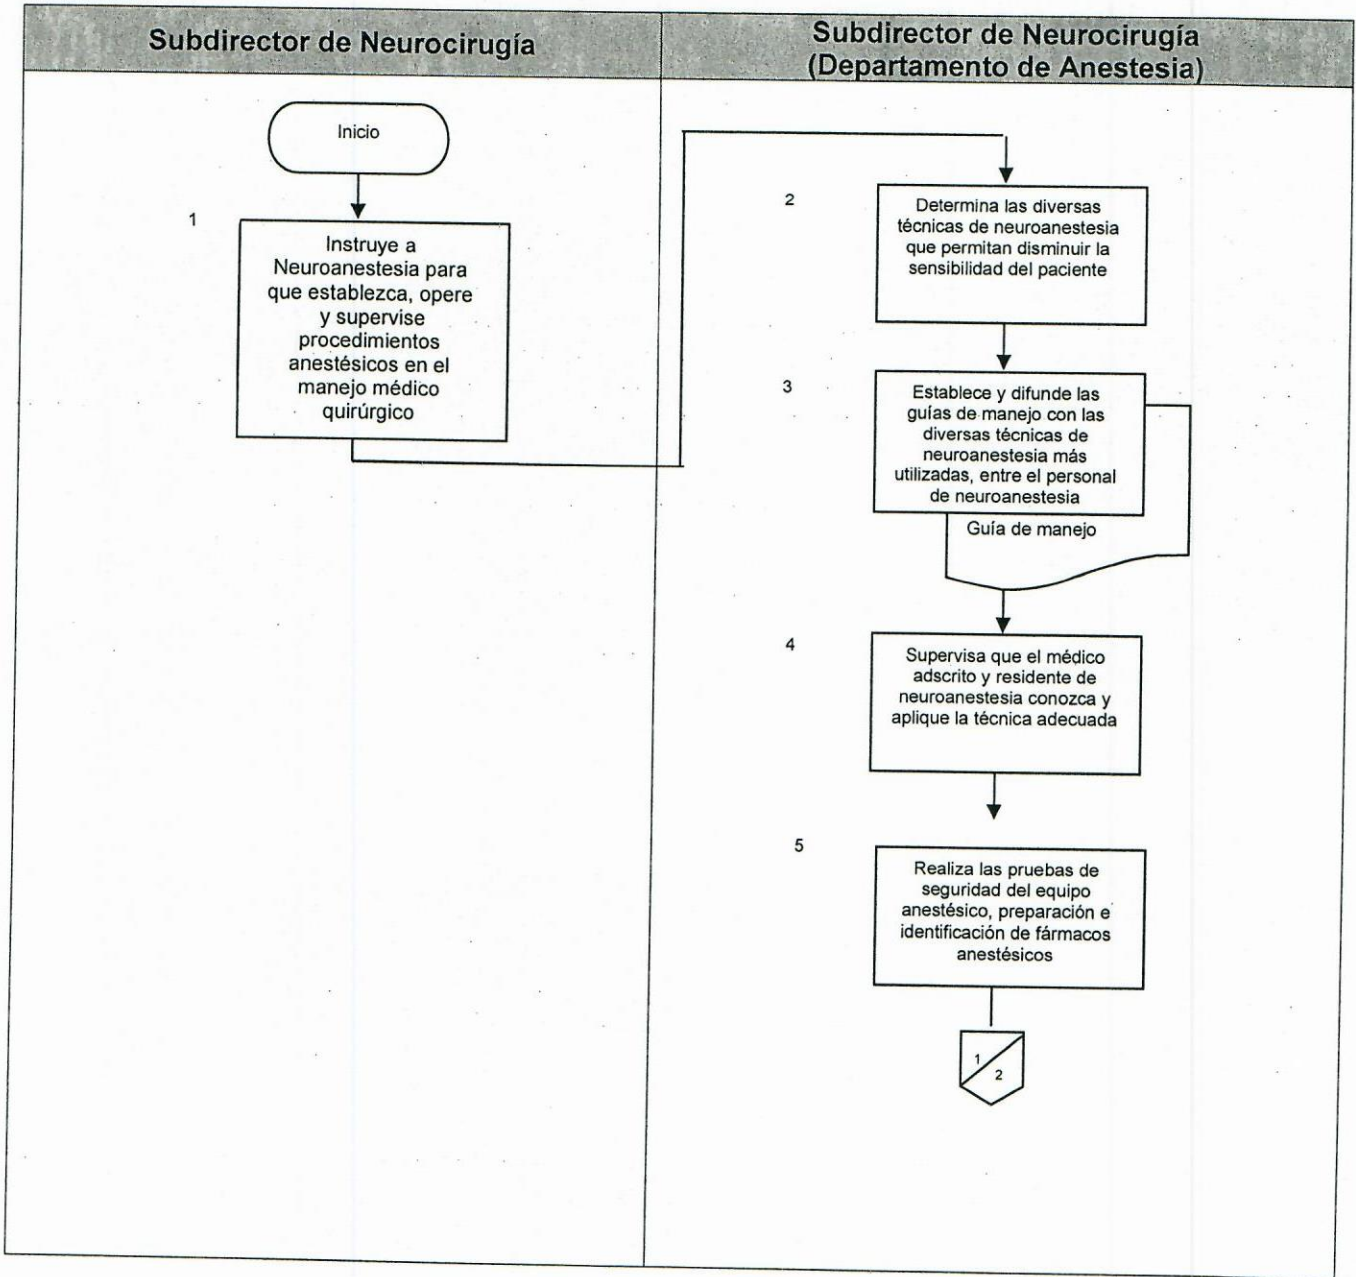 Subdirector de Neurocirugía
Subdirector de Neurocirugía
(Departamento de Anestesia)
Inicio
1
Instruye a
Neuroanestesia para
que establezca, opere
y supervise
procedimientos
anestésicos en el
manejo médico
quirúrgico
2
Determina las diversas
técnicas de neuroanestesia
que permitan disminuir la
sensibilidad del paciente
3
Establece y difunde las
guías de manejo con las
diversas técnicas de
neuroanestesia más
utilizadas, entre el personal
de neuroanestesia
Guía de manejo
4
Supervisa que el médico
adscrito y residente de
neuroanestesia conozca y
aplique la técnica adecuada
5
Realiza las pruebas de
seguridad del equipo
anestésico, preparación e
identificación de fármacos
anestésicos
1
2